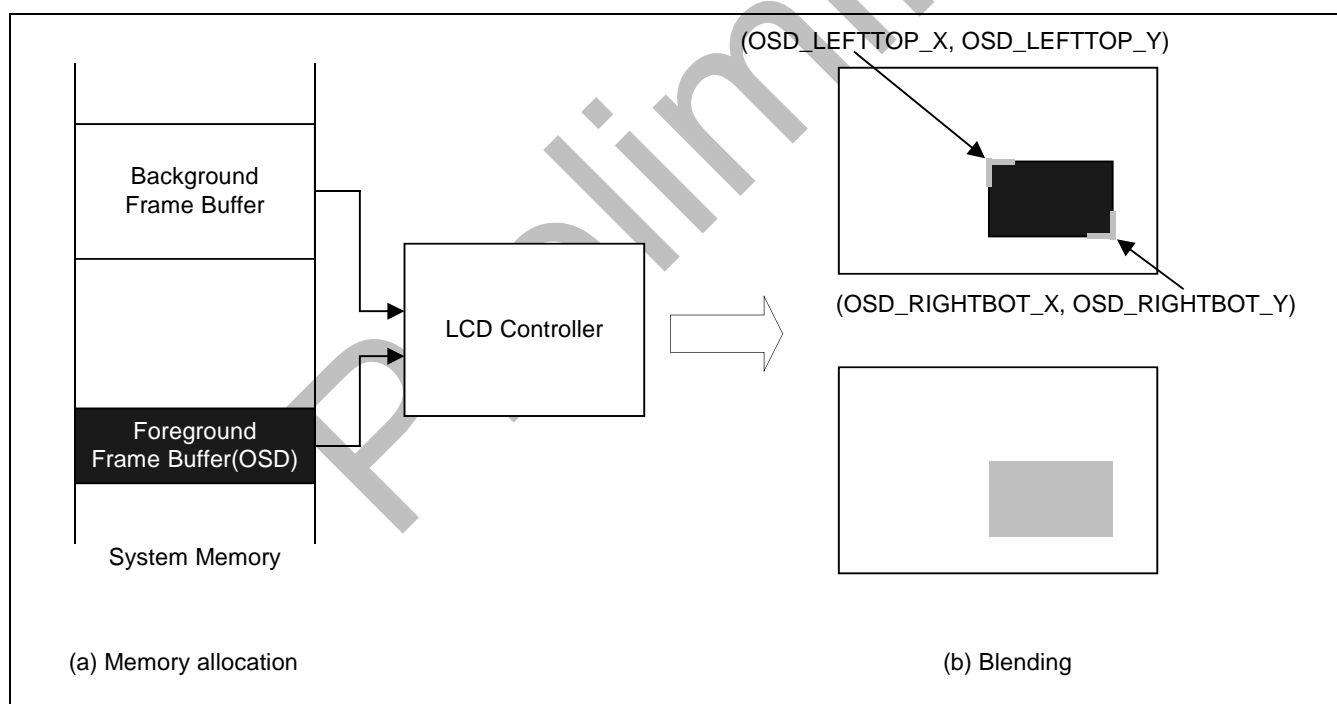 (OSD_LEFTTOP_X, OSD_LEFTTOP_Y)
Background
Frame Buffer
LCD Controller
(OSD_RIGHTBOT_X, OSD_RIGHTBOT_Y)
Foreground
Frame Buffer(OSD)
System Memory
(a) Memory allocation
(b) Blending